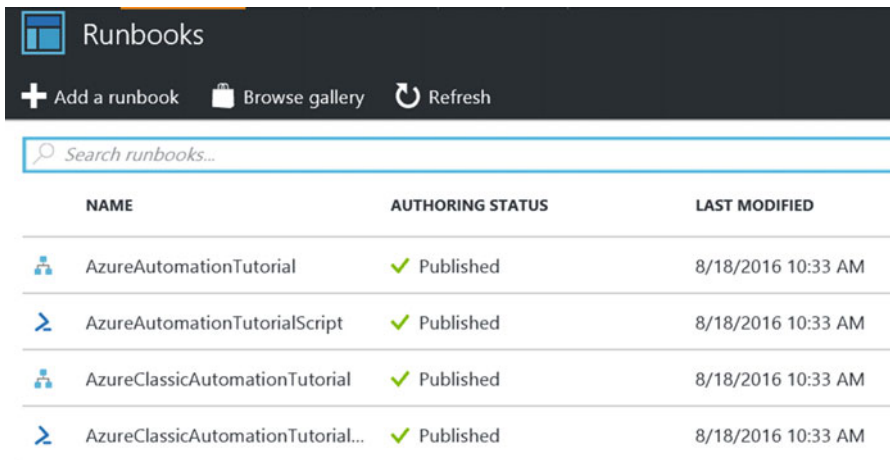 Runbooks
Add a runbook Browse gallery Refresh
Search runbooks...
NAME AUTHORING STATUS LAST MODIFIED
AzureAutomationTutorial Published 8/18/2016 10:33 AM
AzureAutomationTutorialScript Published 8/18/2016 10:33 AM
AzureClassicAutomationTutorial Published 8/18/2016 10:33 AM
AzureClassicAutomationTutorial... Published 8/18/2016 10:33 AM